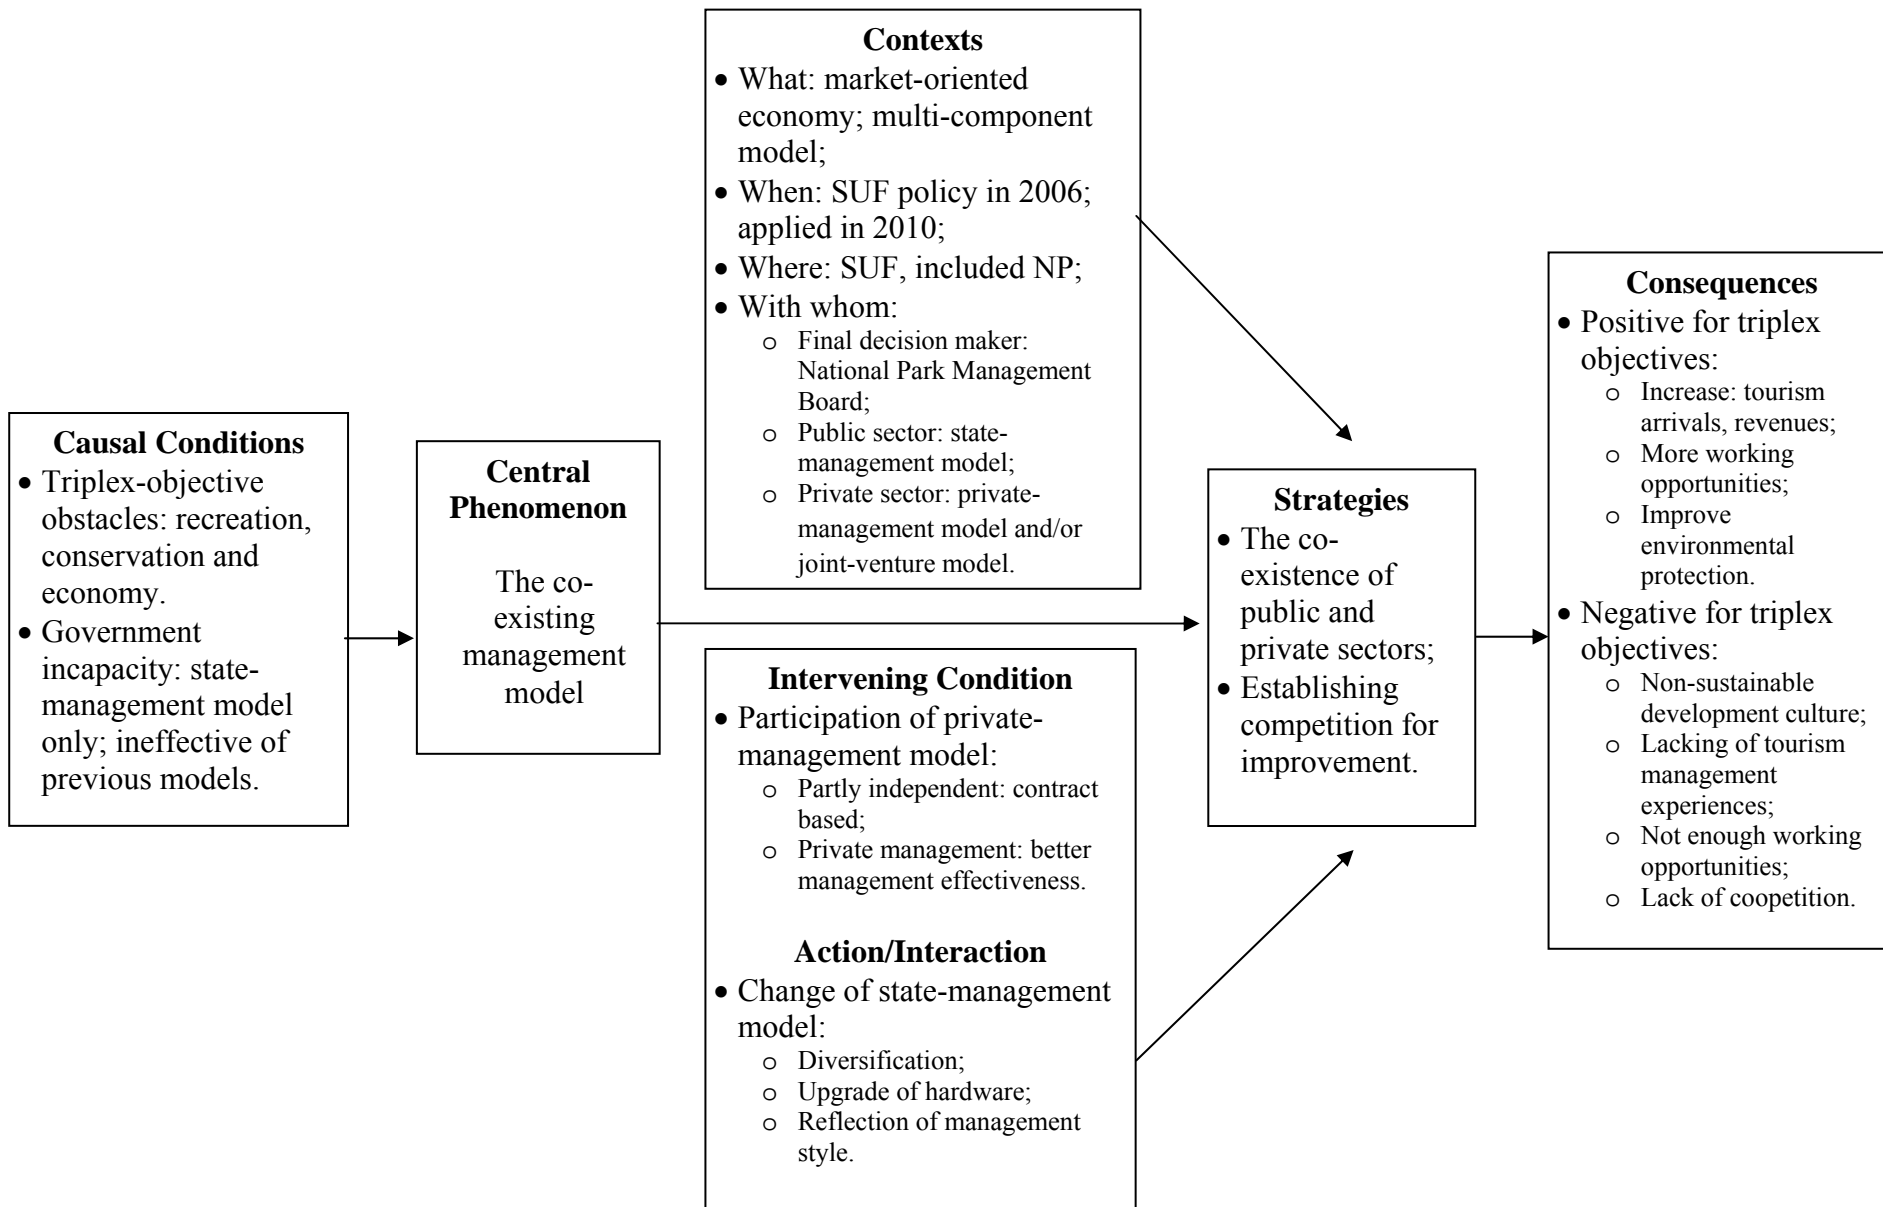 Contexts
• What: market-oriented
economy; multi-component
model;
• When: SUF policy in 2006;
applied in 2010;
• Where: SUF, included NP;
• With whom:
o Final decision maker:
National Park Management
Board;
o Public sector: state-
management model;
o Private sector: private-
management model and/or
joint-venture model.
Causal Conditions
• Triplex-objective
obstacles: recreation,
conservation and
economy.
• Government
incapacity: state-
management model
only; ineffective of
previous models.
Central
Phenomenon
The co-
existing
management
model
Intervening Condition
• Participation of private-
management model:
o Partly independent: contract
based;
o Private management: better
management effectiveness.
Action/Interaction
• Change of state-management
model:
o Diversification;
o Upgrade of hardware;
o Reflection of management
style.
Strategies
• The co-
existence of
public and
private sectors;
• Establishing
competition for
improvement.
Consequences
• Positive for triplex
objectives:
o Increase: tourism
arrivals, revenues;
o More working
opportunities;
o Improve
environmental
protection.
• Negative for triplex
objectives:
o Non-sustainable
development culture;
o Lacking of tourism
management
experiences;
o Not enough working
opportunities;
o Lack of coopetition.